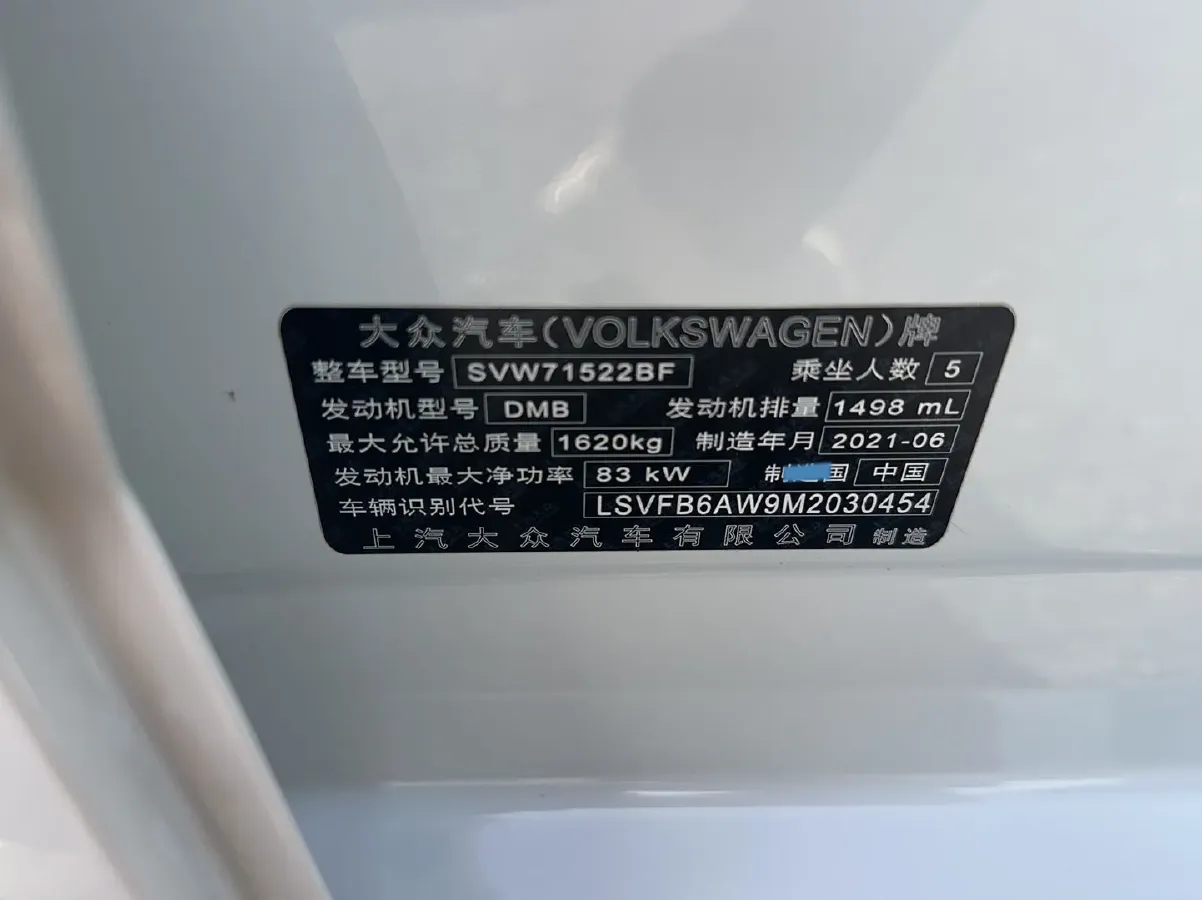 大众汽车(VOLKSWAGEN)牌
整车型号 SVW71522BF 乘坐人数 5
发动机型号 DMB 发动机排量 1498 mL
最大允许总质量 1620kg 制造年月 2021-06
发动机最大净功率 83 kW 制 国 中国
车辆识别代号 LSVFB6AW9M2030454
上汽大众汽车有限公司 制造